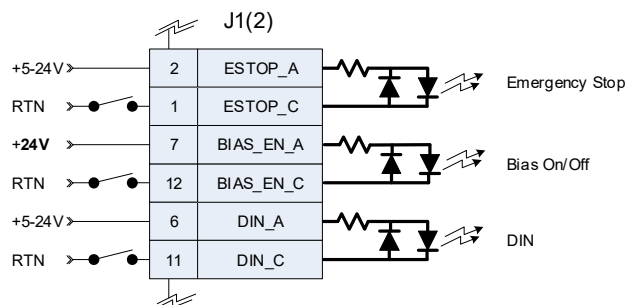 J1(2)
+5-24V 2 ESTOP_A
Emergency Stop
RTN 1 ESTOP_C
+24V 7 BIAS_EN_A
Bias On/Off
RTN 12 BIAS_EN_C
+5-24V 6 DIN_A
DIN
RTN 11 DIN_C